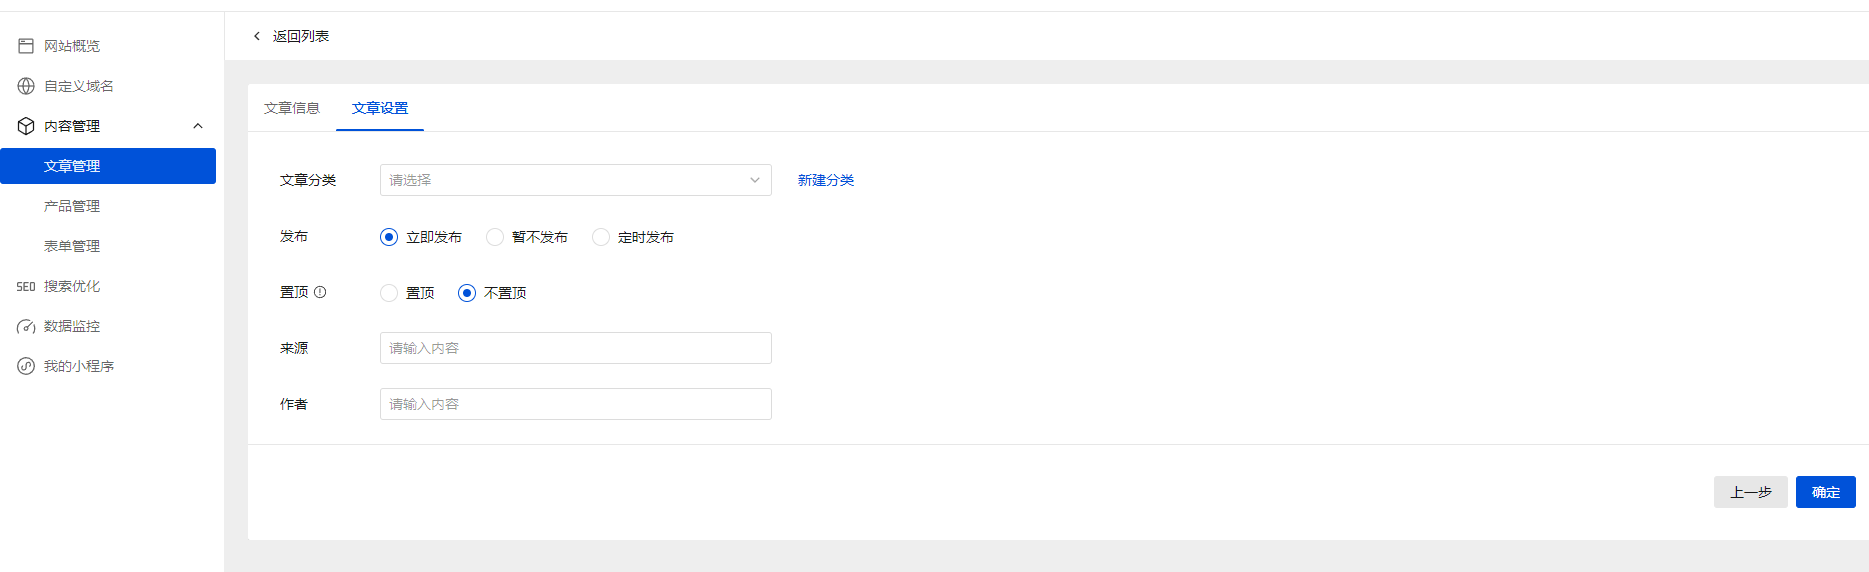 网站概览
自定义域名
内容管理
文章管理
产品管理
表单管理
SEO 搜索优化
数据监控
我的小程序
返回列表
文章信息 文章设置
文章分类 请选择 新建分类
发布 立即发布 暂不发布 定时发布
置顶 置顶 不置顶
来源 请输入内容
作者 请输入内容
上一步 确定